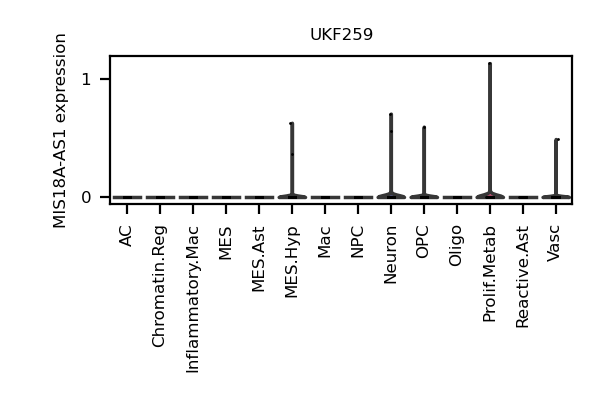 UKF259
MIS18A-AS1 expression
1
0
AC
Chromatin.Reg
Inflammatory.Mac
MES
MES.Ast
MES.Hyp
Mac
NPC
Neuron
OPC
Oligo
Prolif.Metab
Reactive.Ast
Vasc